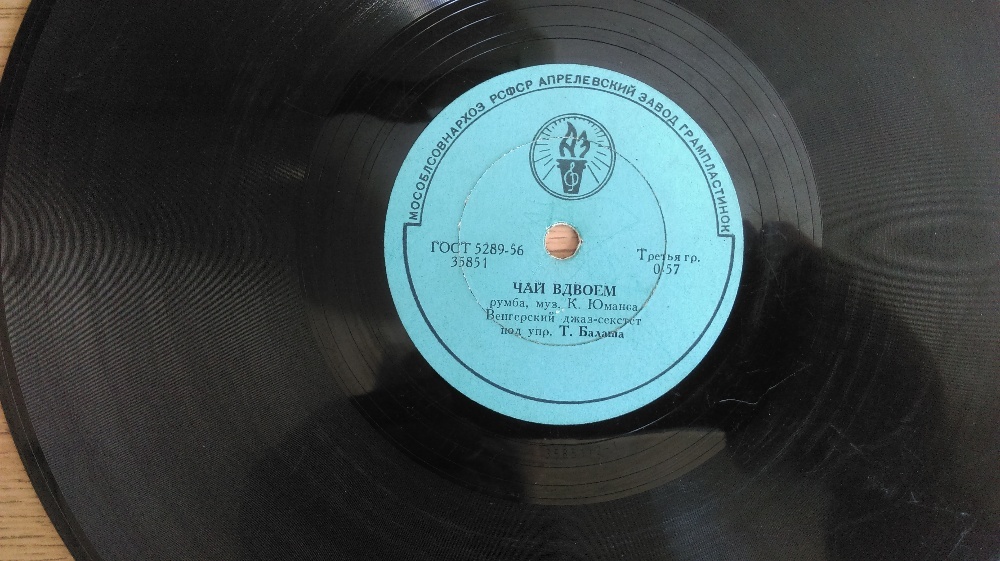 МОСОБЛСОВНАРХОЗ РСФСР АПРЕЛЕВСКИЙ ЗАВОД ГРАМПЛАСТИНОК
АЗ
ГОСТ 5289-56
35851
Третья гр.
0-57
ЧАЙ ВДВОЕМ
румба, муз. К. Юманса
Венгерский джаз-секстет
под упр. Т. Балаша